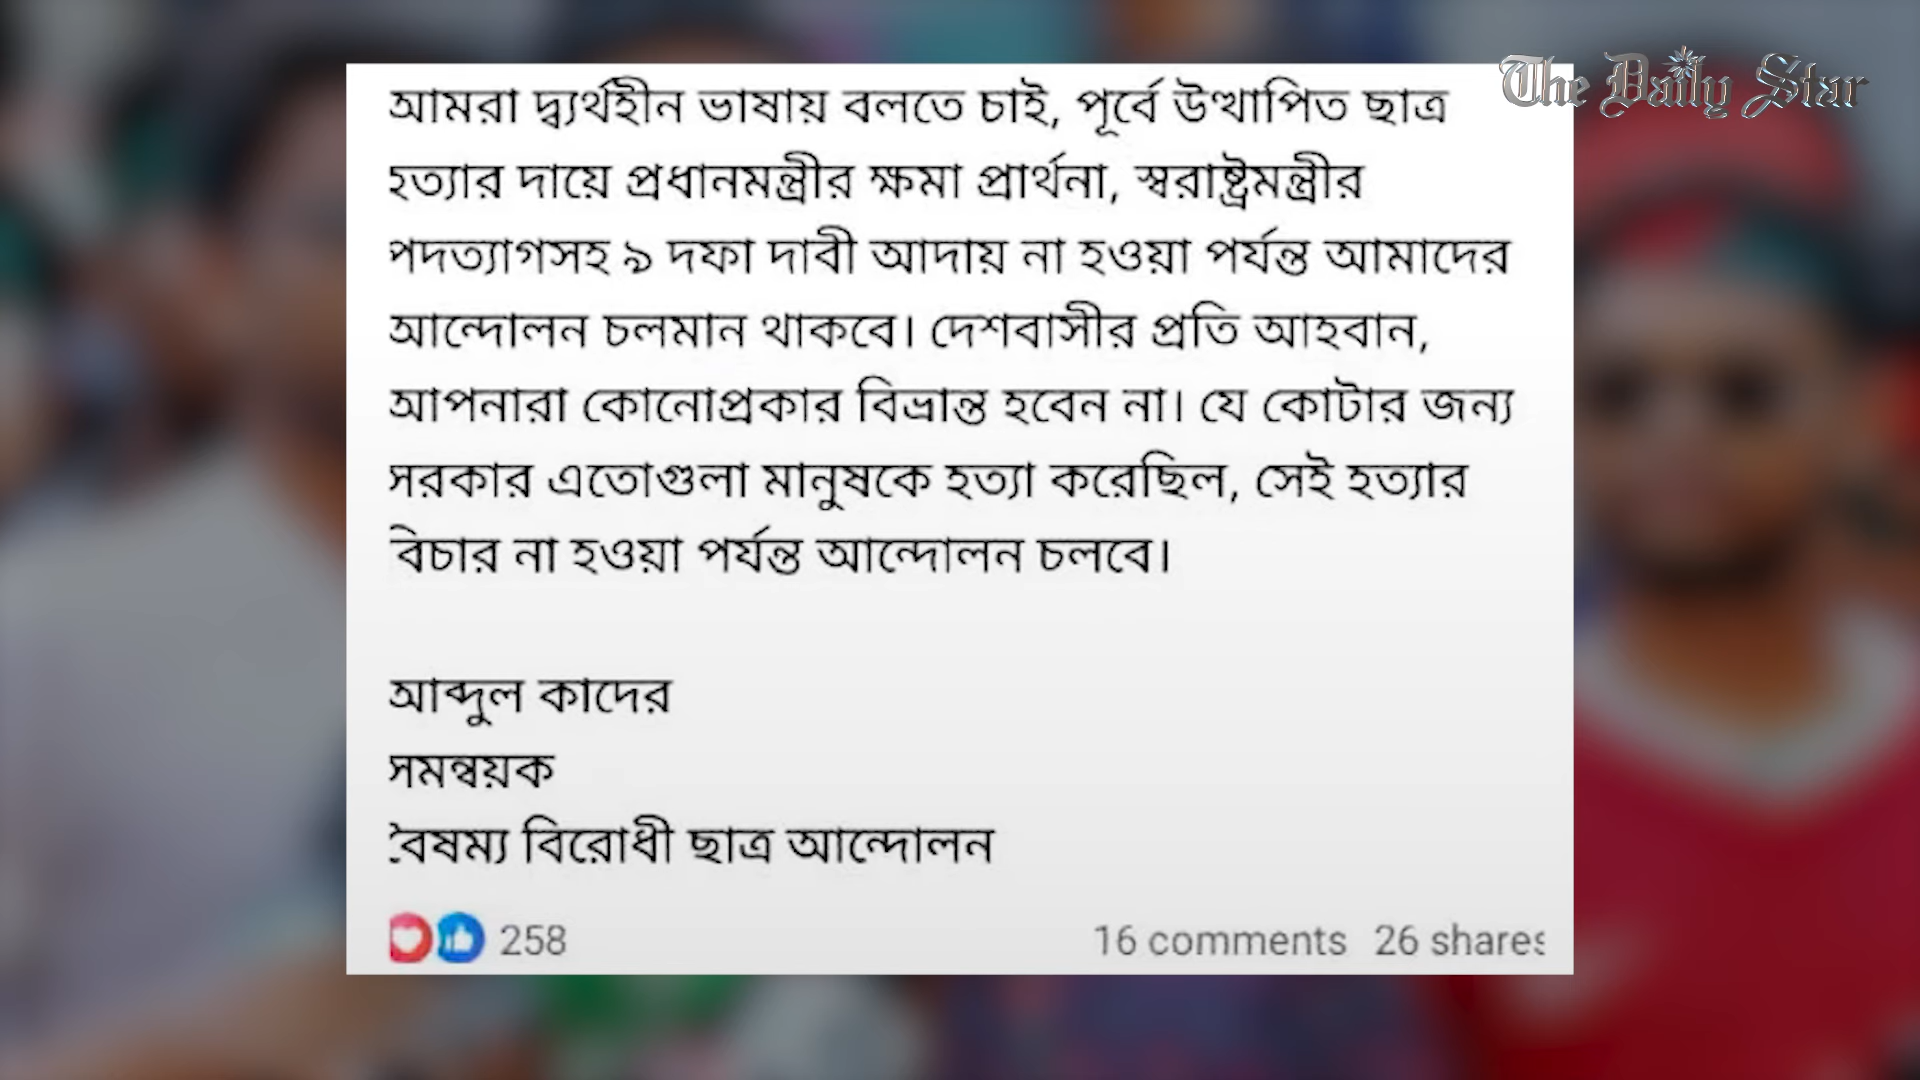 The Daily Star
আমরা দ্ব্যর্থহীন ভাষায় বলতে চাই, পূর্বে উত্থাপিত ছাত্র
হত্যার দায়ে প্রধানমন্ত্রীর ক্ষমা প্রার্থনা, স্বরাষ্ট্রমন্ত্রীর
পদত্যাগসহ ৯ দফা দাবী আদায় না হওয়া পর্যন্ত আমাদের
আন্দোলন চলমান থাকবে। দেশবাসীর প্রতি আহবান,
আপনারা কোনোপ্রকার বিভ্রান্ত হবেন না। যে কোটার জন্য
সরকার এতোগুলা মানুষকে হত্যা করেছিল, সেই হত্যার
বিচার না হওয়া পর্যন্ত আন্দোলন চলবে।
আব্দুল কাদের
সমন্বয়ক
বৈষম্য বিরোধী ছাত্র আন্দোলন
258 16 comments 26 shares